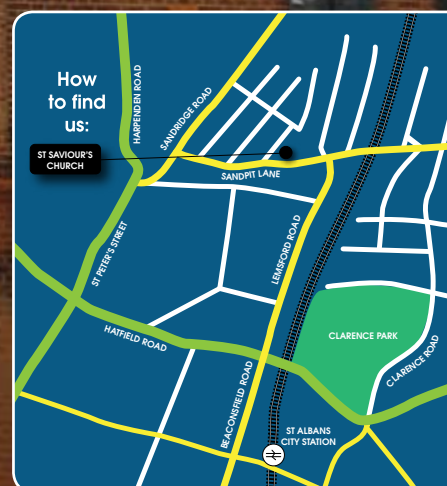 How
to find
us:
ST SAVIOUR'S
CHURCH
HARPENDEN ROAD
SANDRIDGE ROAD
SANDPIT LANE
ST PETER'S STREET
LEMSFORD ROAD
HATFIELD ROAD
CLARENCE PARK
CLARENCE ROAD
BEACONSFIELD ROAD
ST ALBANS
CITY STATION